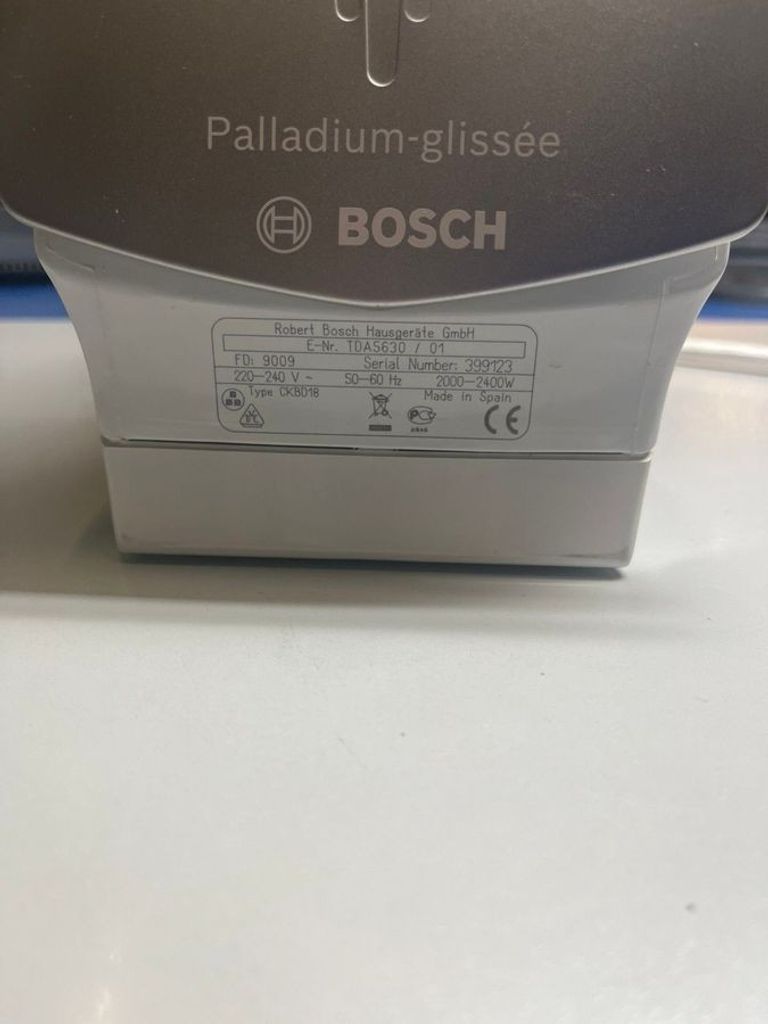 Palladium-glissée
BOSCH
Robert Bosch Hausgeräte GmbH
E-Nr. TDA5630 / 01
FD: 9009 Serial Number: 399123
220-240 V ~ 50-60 Hz 2000-2400W
Type CKBD18 Made in Spain
CE